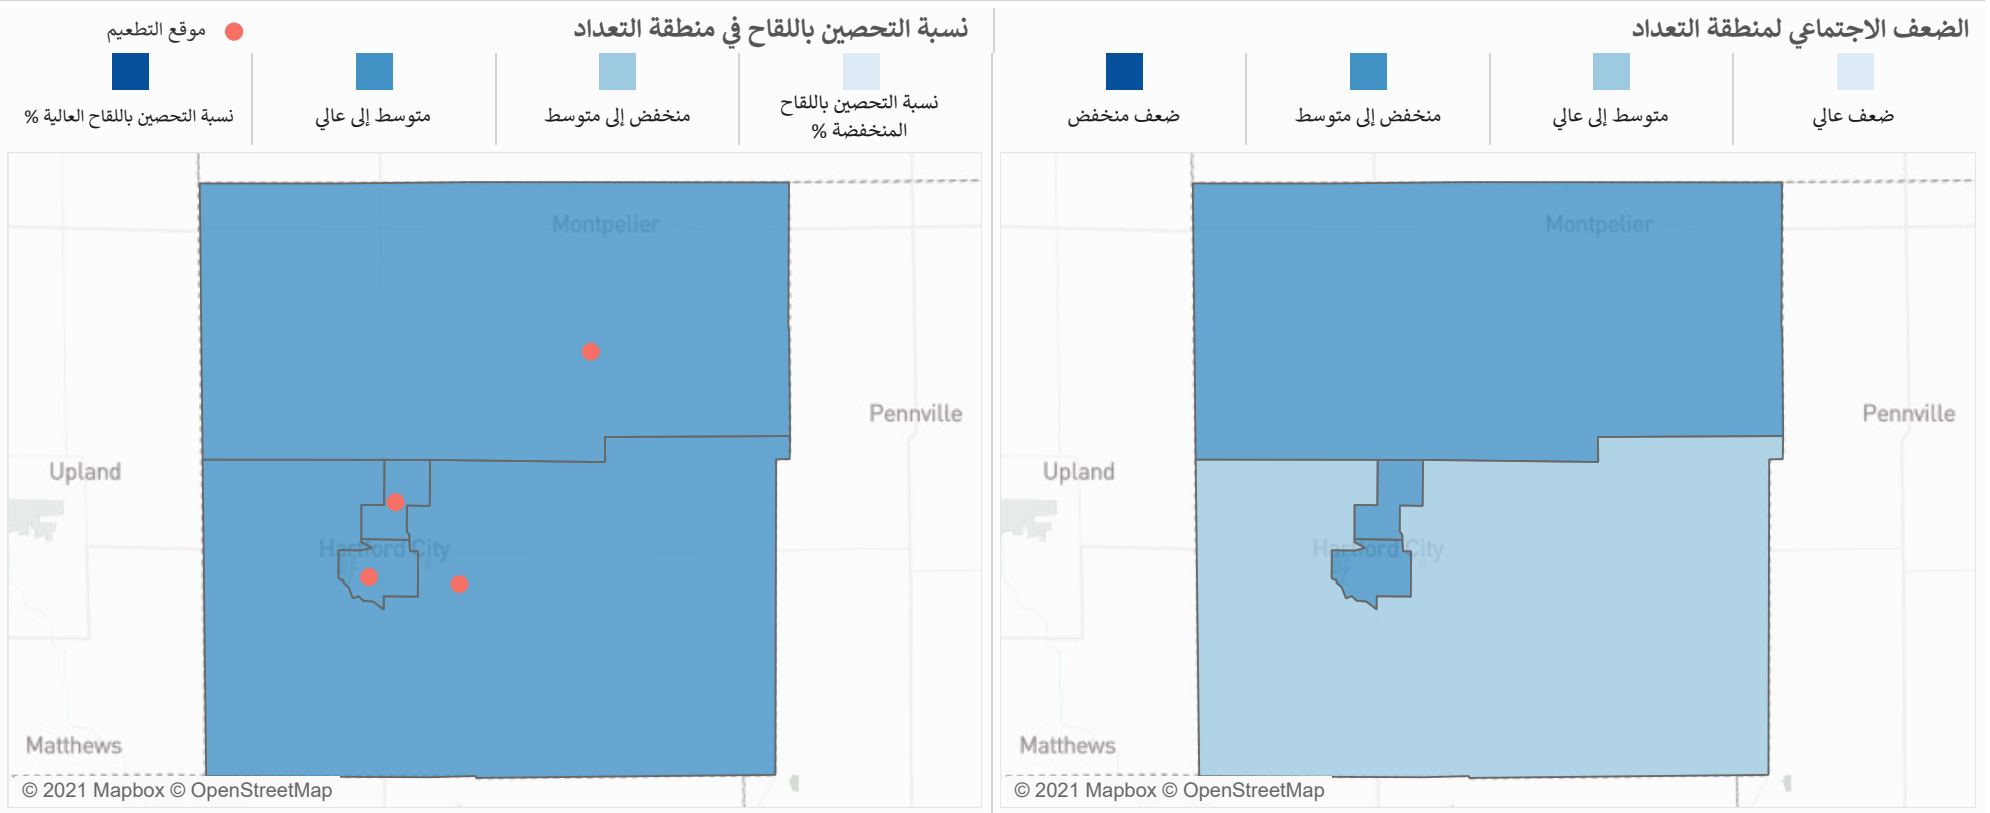 الضعف الاجتماعي لمنطقة التعداد
ضعف عالي
متوسط إلى عالي
منخفض إلى متوسط
ضعف منخفض
Montpelier
Pennville
Upland
Hartford City
Matthews
© 2021 Mapbox © OpenStreetMap
نسبة التحصين باللقاح في منطقة التعداد
موقع التطعيم
نسبة التحصين باللقاح
المنخفضة %
منخفض إلى متوسط
متوسط إلى عالي
نسبة التحصين باللقاح العالية %
Montpelier
Pennville
Upland
Hartford City
Matthews
© 2021 Mapbox © OpenStreetMap